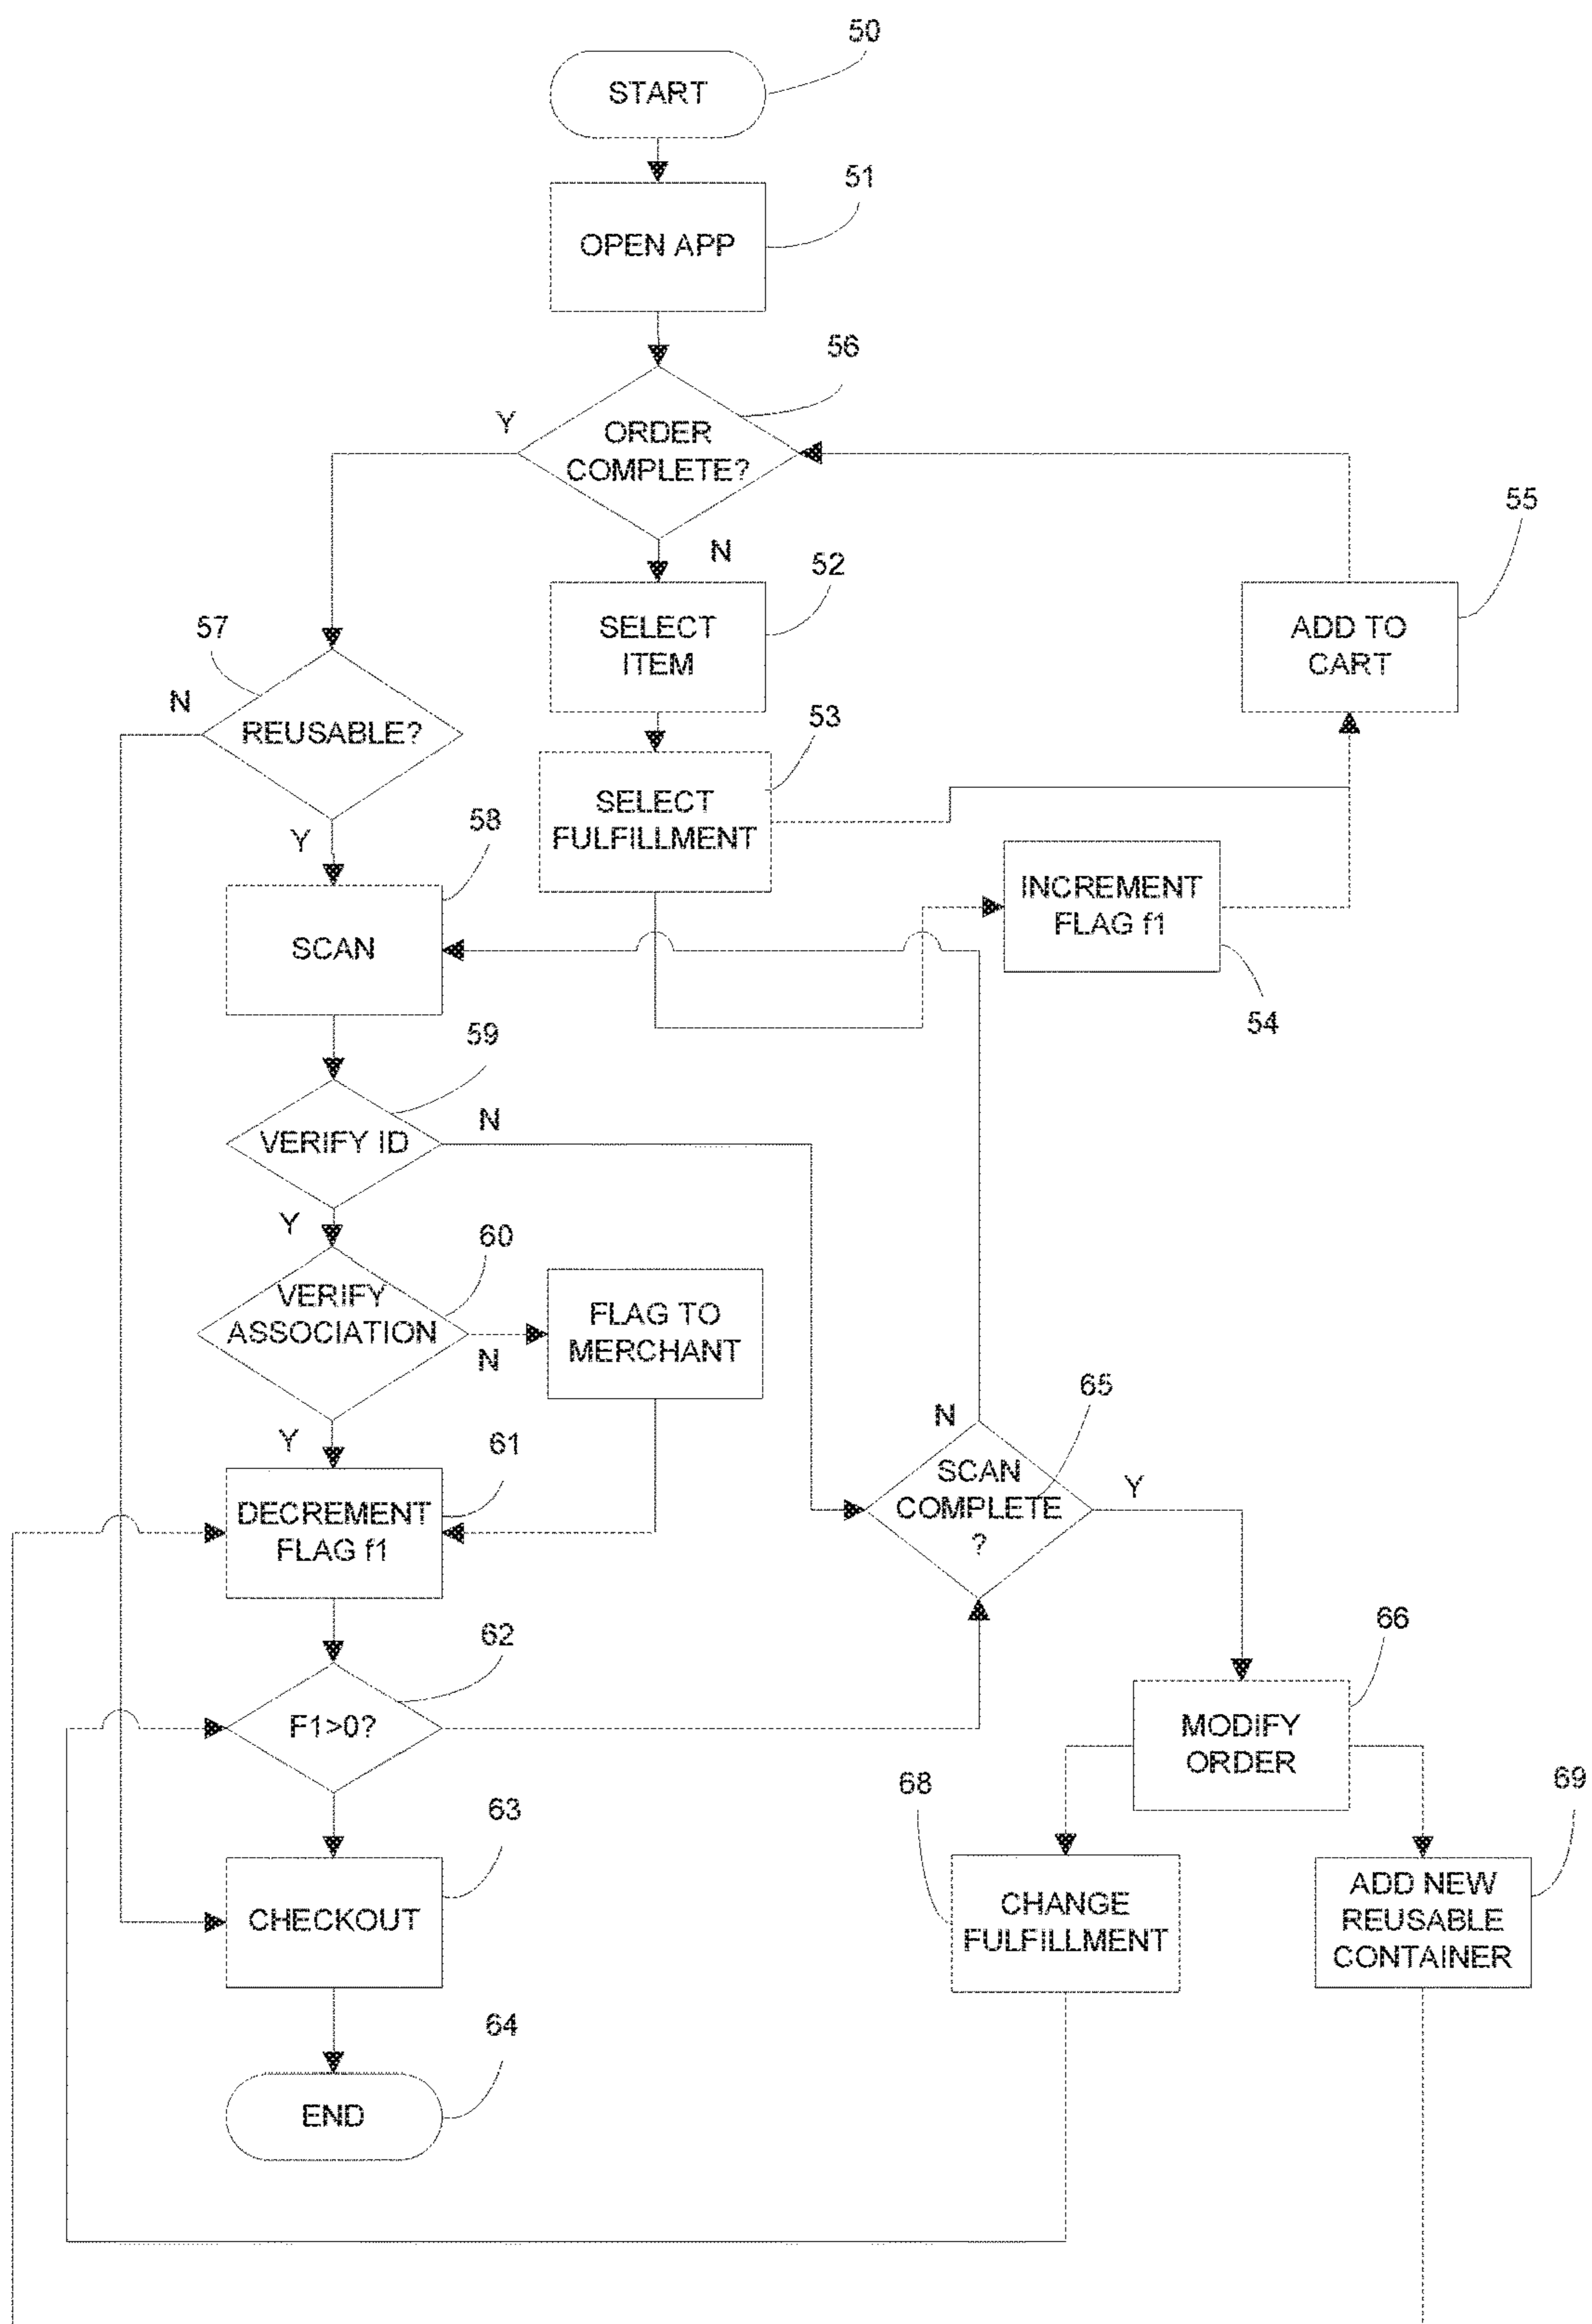 50
START
51
OPEN APP
56
Y
ORDER
COMPLETE?
N
55
52
SELECT
ITEM
ADD TO
CART
57
N
REUSABLE?
53
SELECT
FULFILLMENT
Y
58
INCREMENT
FLAG f1
SCAN
54
59
N
VERIFY ID
Y
60
VERIFY
ASSOCIATION
N
FLAG TO
MERCHANT
65
N
Y
61
SCAN
COMPLETE
?
Y
DECREMENT
FLAG f1
62
66
F1>0?
MODIFY
ORDER
68
69
63
CHECKOUT
CHANGE
FULFILLMENT
ADD NEW
REUSABLE
CONTAINER
64
END